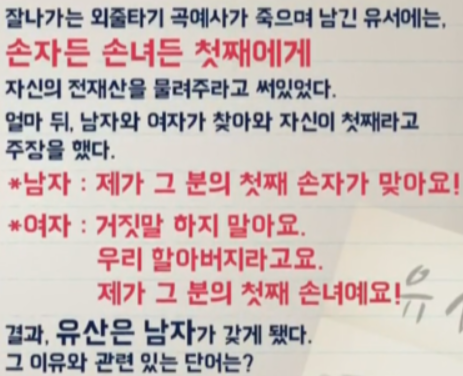 잘나가는 외줄타기 곡예사가 죽으며 남긴 유서에는,
손자든 손녀든 첫째에게
자신의 전재산을 물려주라고 써있었다.
얼마 뒤, 남자와 여자가 찾아와 자신이 첫째라고
주장을 했다.
*남자 : 제가 그 분의 첫째 손자가 맞아요!
*여자 : 거짓말 하지 말아요.
우리 할아버지라고요.
제가 그 분의 첫째 손녀예요!
유
결과, 유산은 남자가 갖게 됐다.
그 이유와 관련 있는 단어는?